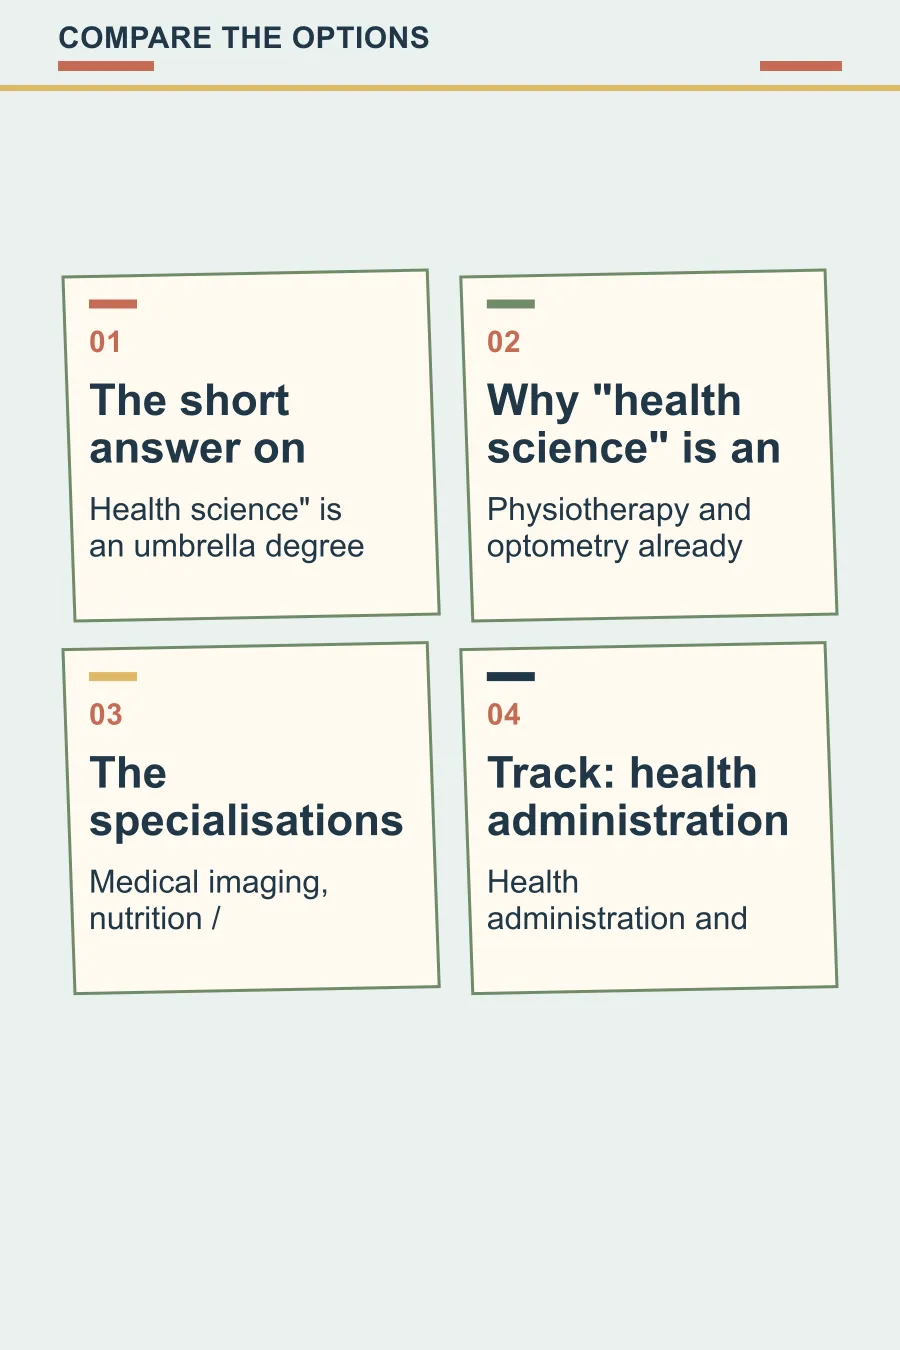 COMPARE THE OPTIONS
01
The short
answer on
Health science" is
an umbrella degree
02
Why "health
science" is an
Physiotherapy and
optometry already
03
The
specialisations
Medical imaging,
nutrition /
04
Track: health
administration
Health
administration and